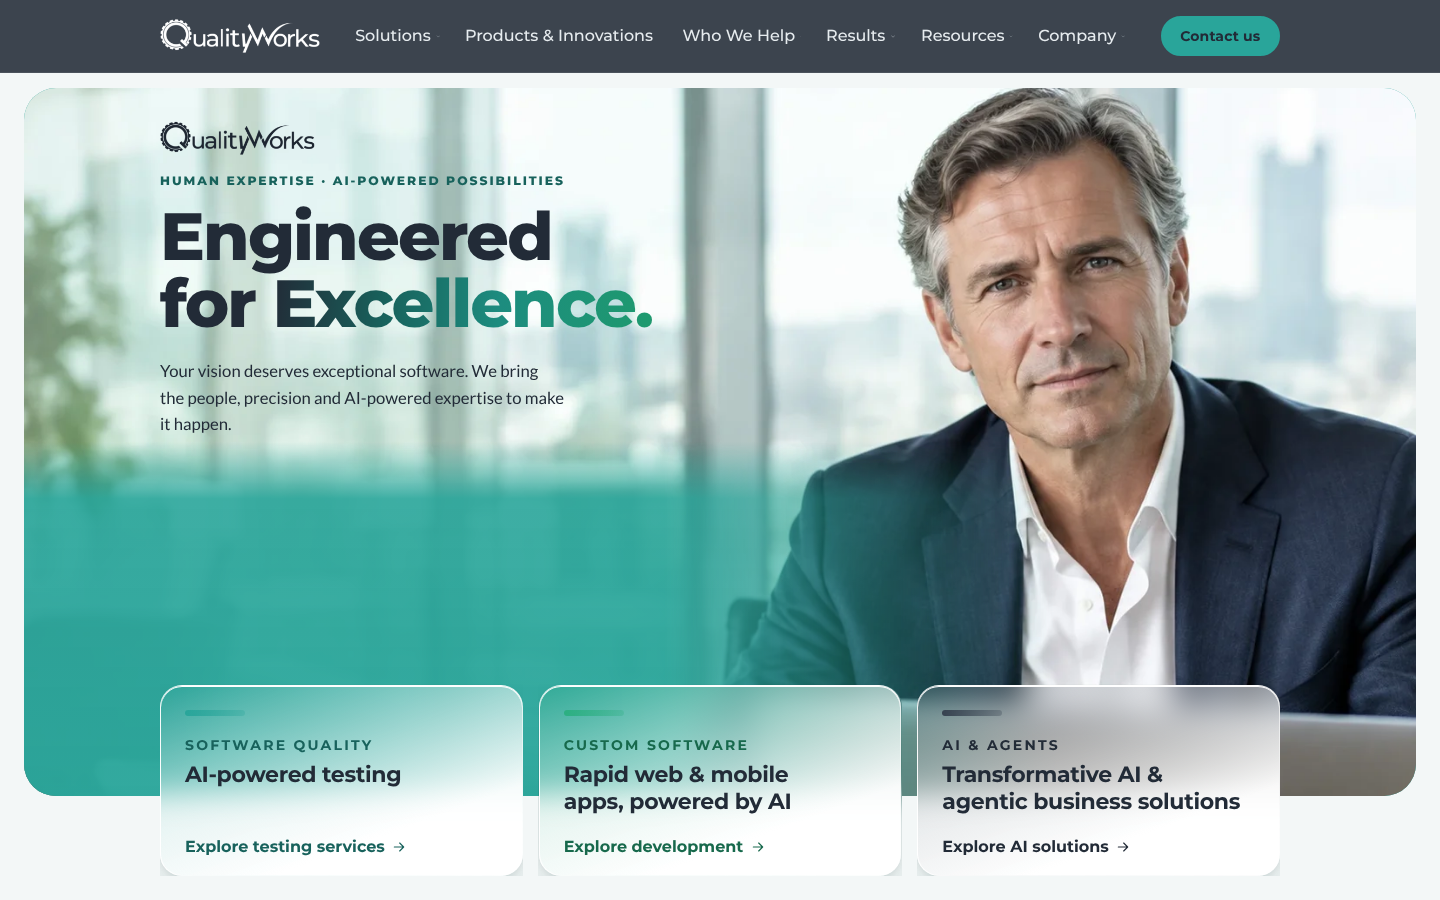 QualityWorks
Solutions
Products & Innovations
Who We Help
Results
Resources
Company
Contact us
QualityWorks
HUMAN EXPERTISE · AI-POWERED POSSIBILITIES
Engineered
for Excellence.
Your vision deserves exceptional software. We bring
the people, precision and AI-powered expertise to make
it happen.
SOFTWARE QUALITY
AI-powered testing
Explore testing services →
CUSTOM SOFTWARE
Rapid web & mobile
apps, powered by AI
Explore development →
AI & AGENTS
Transformative AI &
agentic business solutions
Explore AI solutions →